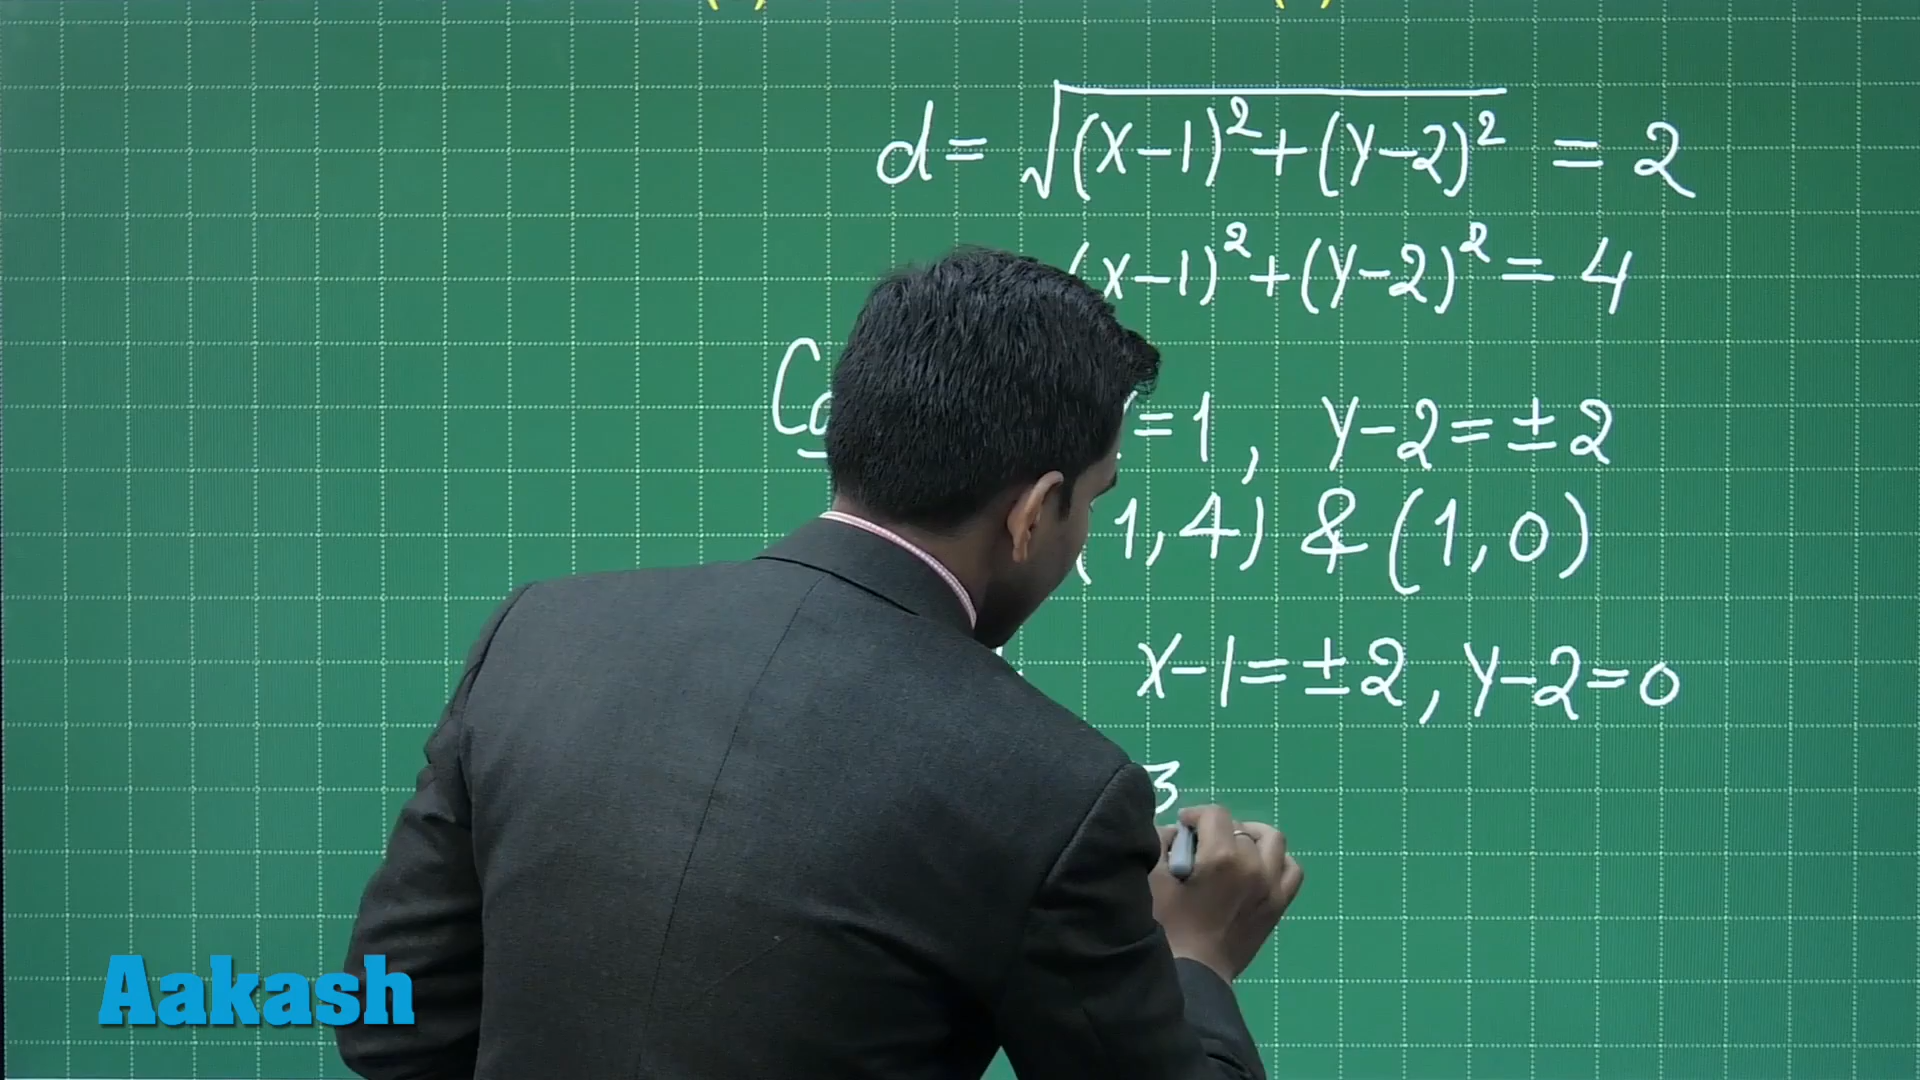 d = √(x-1)² + (y-2)² = 2
(x-1)² + (y-2)² = 4
= 1, y-2 = ±2
(1, 4) & (1, 0)
x-1 = ±2, y-2 = 0
3
Aakash